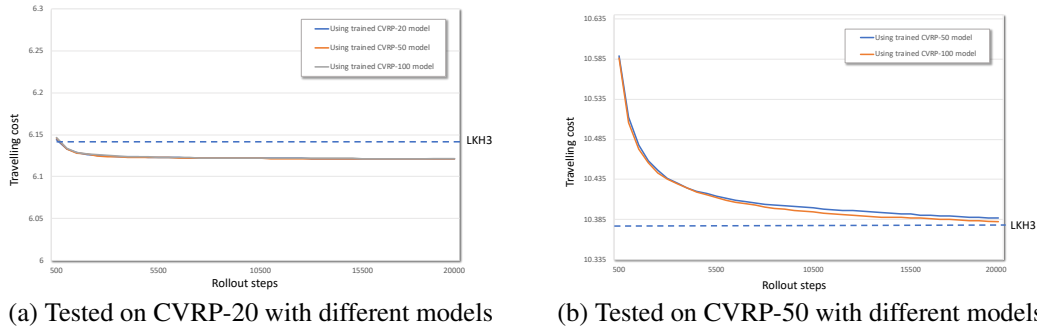 6.3
6.25
6.2
6.15
6.1
6.05
6
Travelling cost
Using trained CVRP-20 model
Using trained CVRP-50 model
Using trained CVRP-100 model
LKH3
500
5500
10500
15500
20000
Rollout steps
(a) Tested on CVRP-20 with different models
10.635
10.585
10.535
10.485
10.435
10.385
10.335
Travelling cost
Using trained CVRP-50 model
Using trained CVRP-100 model
LKH3
500
5500
10500
15500
20000
Rollout steps
(b) Tested on CVRP-50 with different models